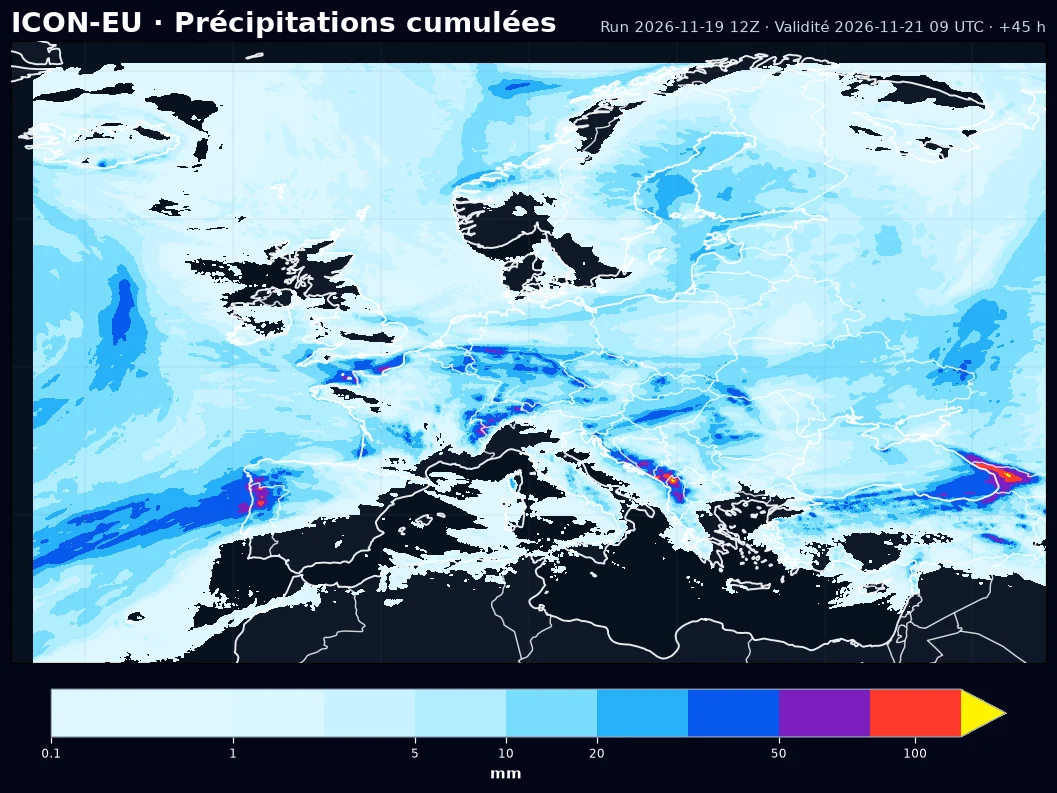 ICON-EU · Précipitations cumulées
Run 2026-11-19 12Z · Validité 2026-11-21 09 UTC · +45 h
0.1 1 5 10 20 50 100
mm